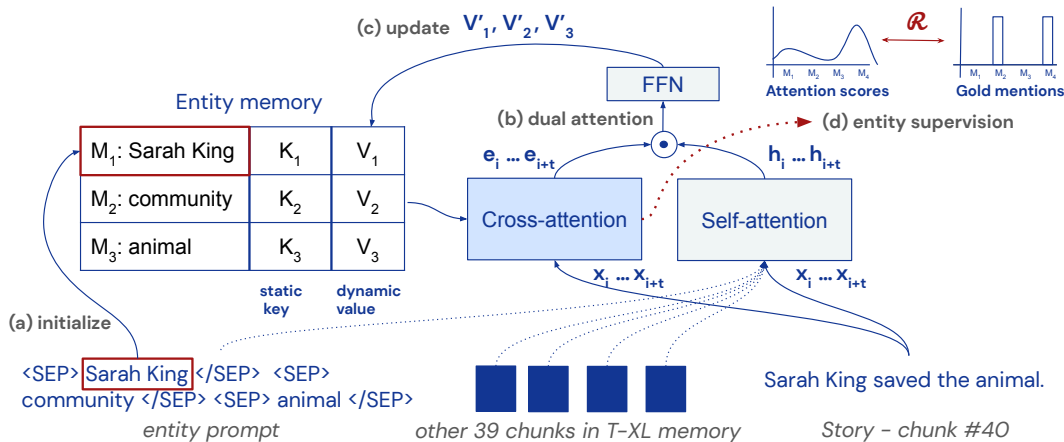 (c) update V'1, V'2, V'3
R
M1 M2 M3 M4
M1 M2 M3 M4
Attention scores
Gold mentions
FFN
Entity memory
(b) dual attention
(d) entity supervision
M1: Sarah King K1 V1
M2: community K2 V2
M3: animal K3 V3
static key
dynamic value
ei ... ei+t
hi ... hi+t
Cross-attention
Self-attention
xi ... xi+t
xi ... xi+t
(a) initialize
<SEP> Sarah King </SEP> <SEP>
community </SEP> <SEP> animal </SEP>
entity prompt
other 39 chunks in T-XL memory
Sarah King saved the animal.
Story - chunk #40